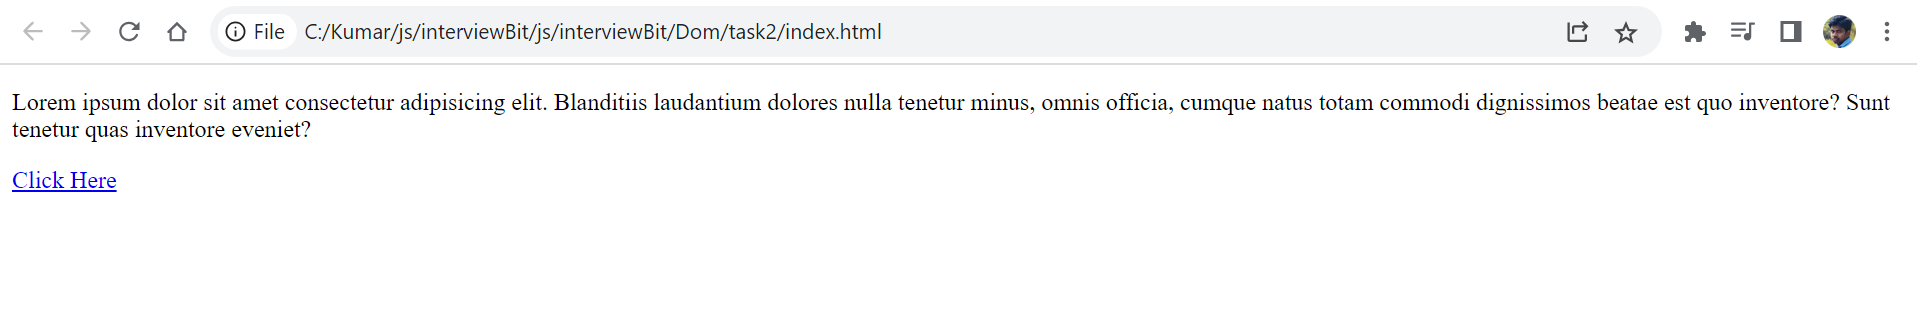 File C:/Kumar/js/interviewBit/js/interviewBit/Dom/task2/index.html
Lorem ipsum dolor sit amet consectetur adipisicing elit. Blanditiis laudantium dolores nulla tenetur minus, omnis officia, cumque natus totam commodi dignissimos beatae est quo inventore? Sunt
tenetur quas inventore eveniet?
Click Here